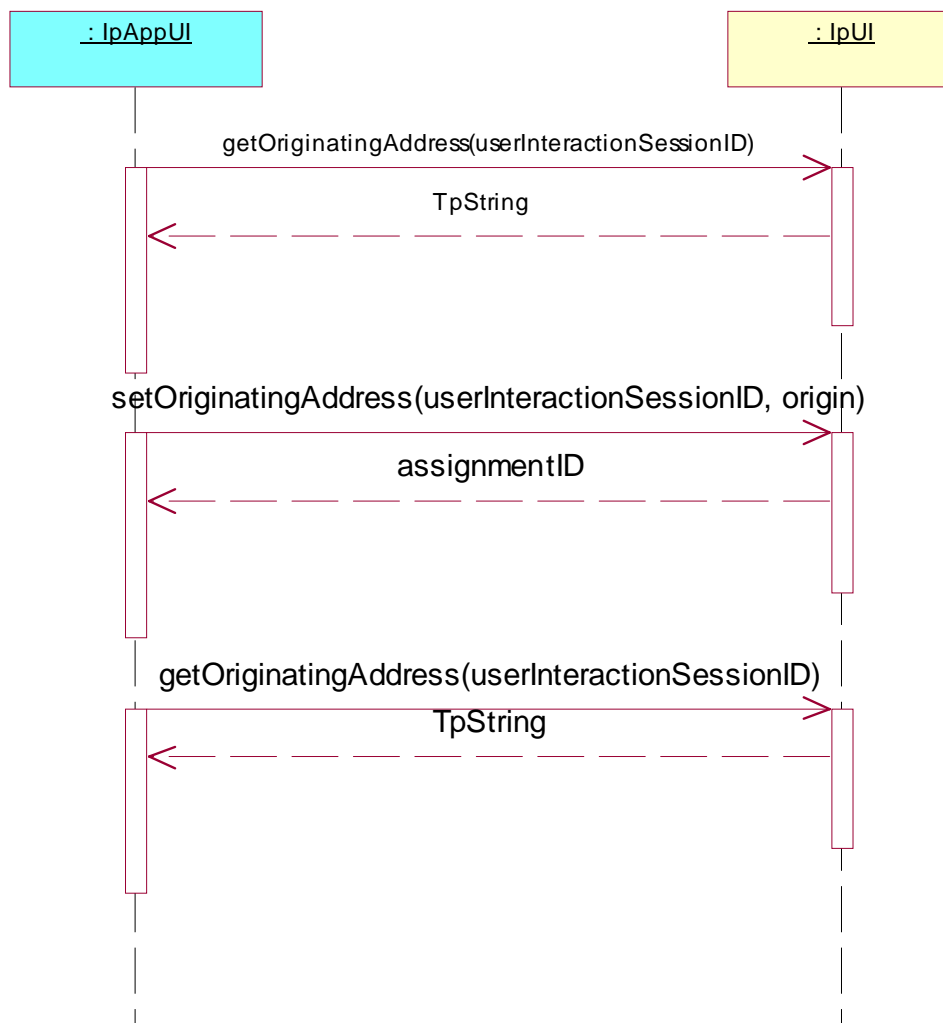 : IpAppUI
: IpUI
getOriginatingAddress(userInteractionSessionID)
TpString
setOriginatingAddress(userInteractionSessionID, origin)
assignmentID
getOriginatingAddress(userInteractionSessionID)
TpString